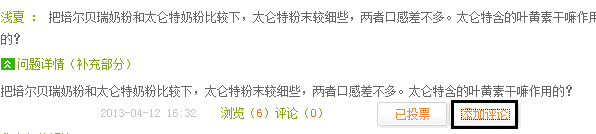 浅夏 : 把培尔贝瑞奶粉和太仑特奶粉比较下，太仑特粉末较细些，两者口感差不多。太仑特含的叶黄素干嘛作用
的？
问题详情（补充部分）
把培尔贝瑞奶粉和太仑特奶粉比较下，太仑特粉末较细些，两者口感差不多。太仑特含的叶黄素干嘛作用的？
2013-04-12 16:32 浏览（6）评论（0） 已投票 添加评论